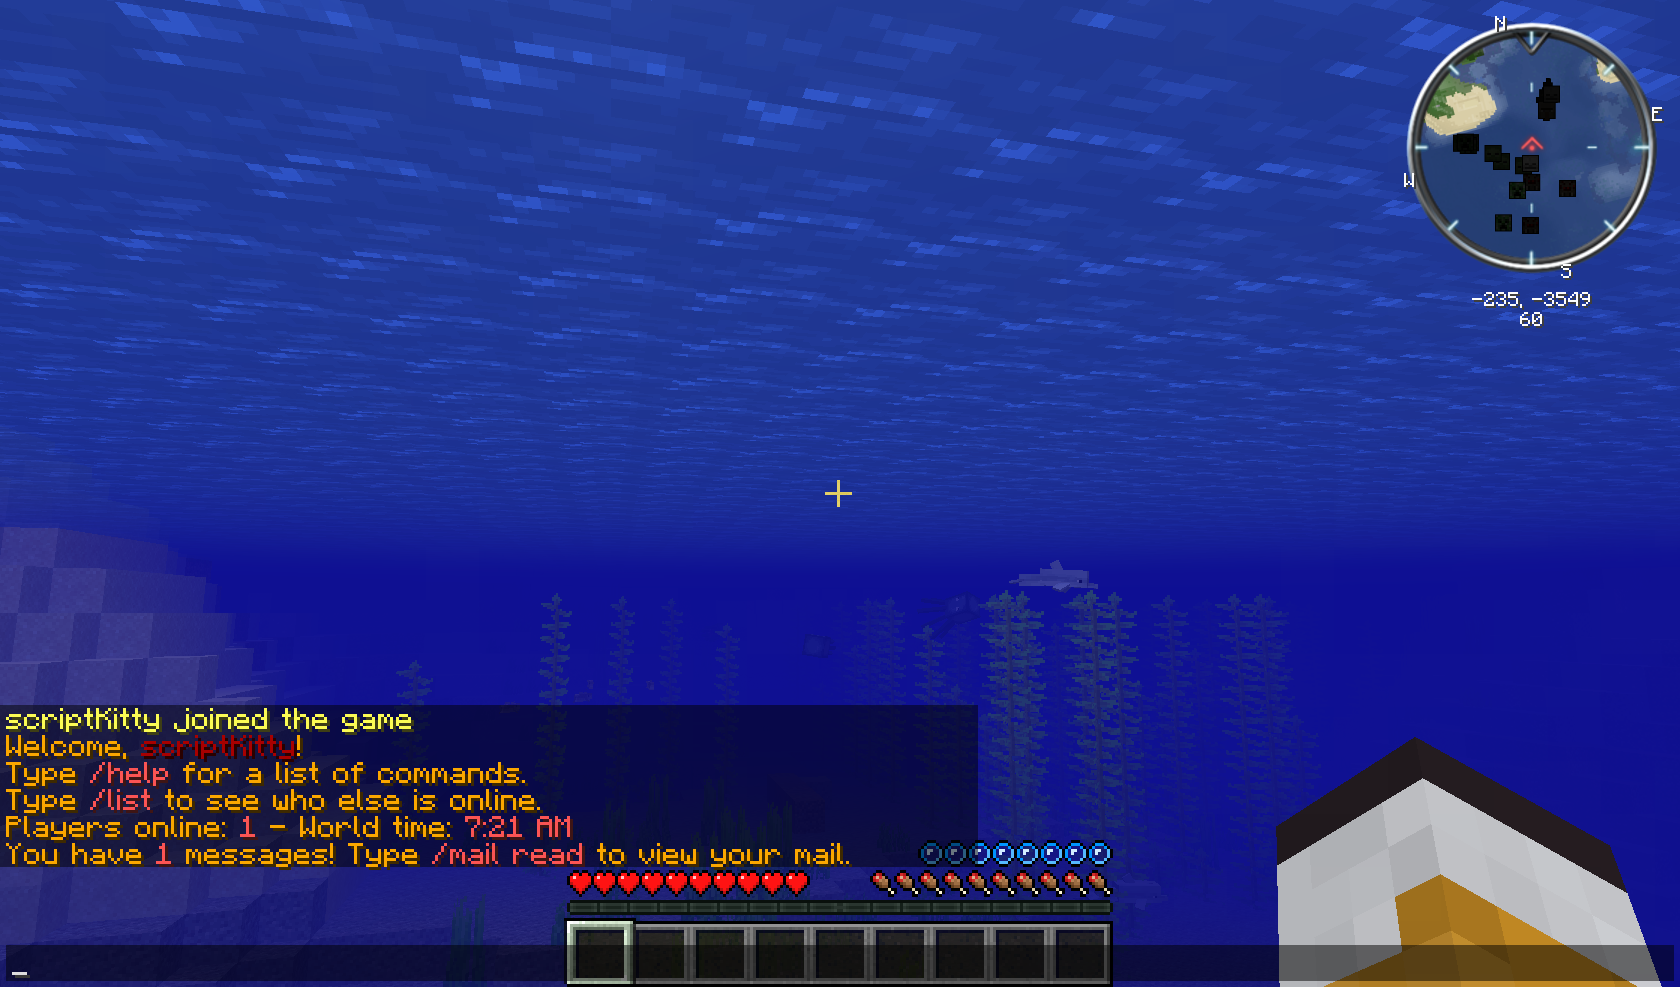 N
E
W
S
-235, -3549
60
scriptKitty joined the game
Welcome, scriptKitty!
Type /help for a list of commands.
Type /list to see who else is online.
Players online: 1 - World time: 7:21 AM
You have 1 messages! Type /mail read to view your mail.
_